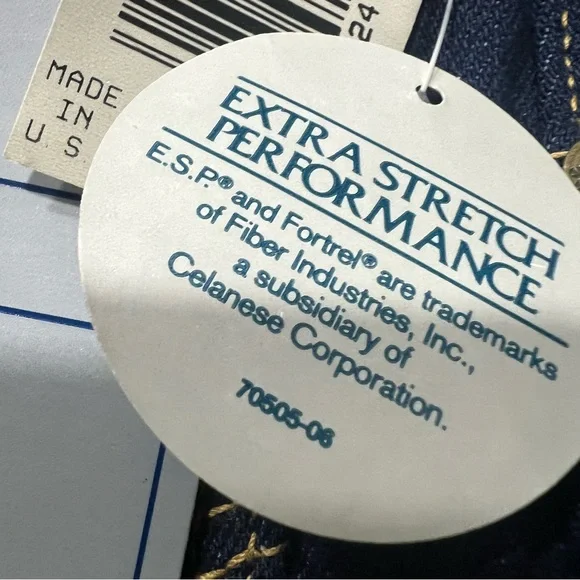 24
MADE
IN
U S
EXTRA STRETCH
PERFORMANCE
E.S.P.® and Fortrel® are trademarks
of Fiber Industries, Inc.,
a subsidiary of
Celanese Corporation.
70505-06